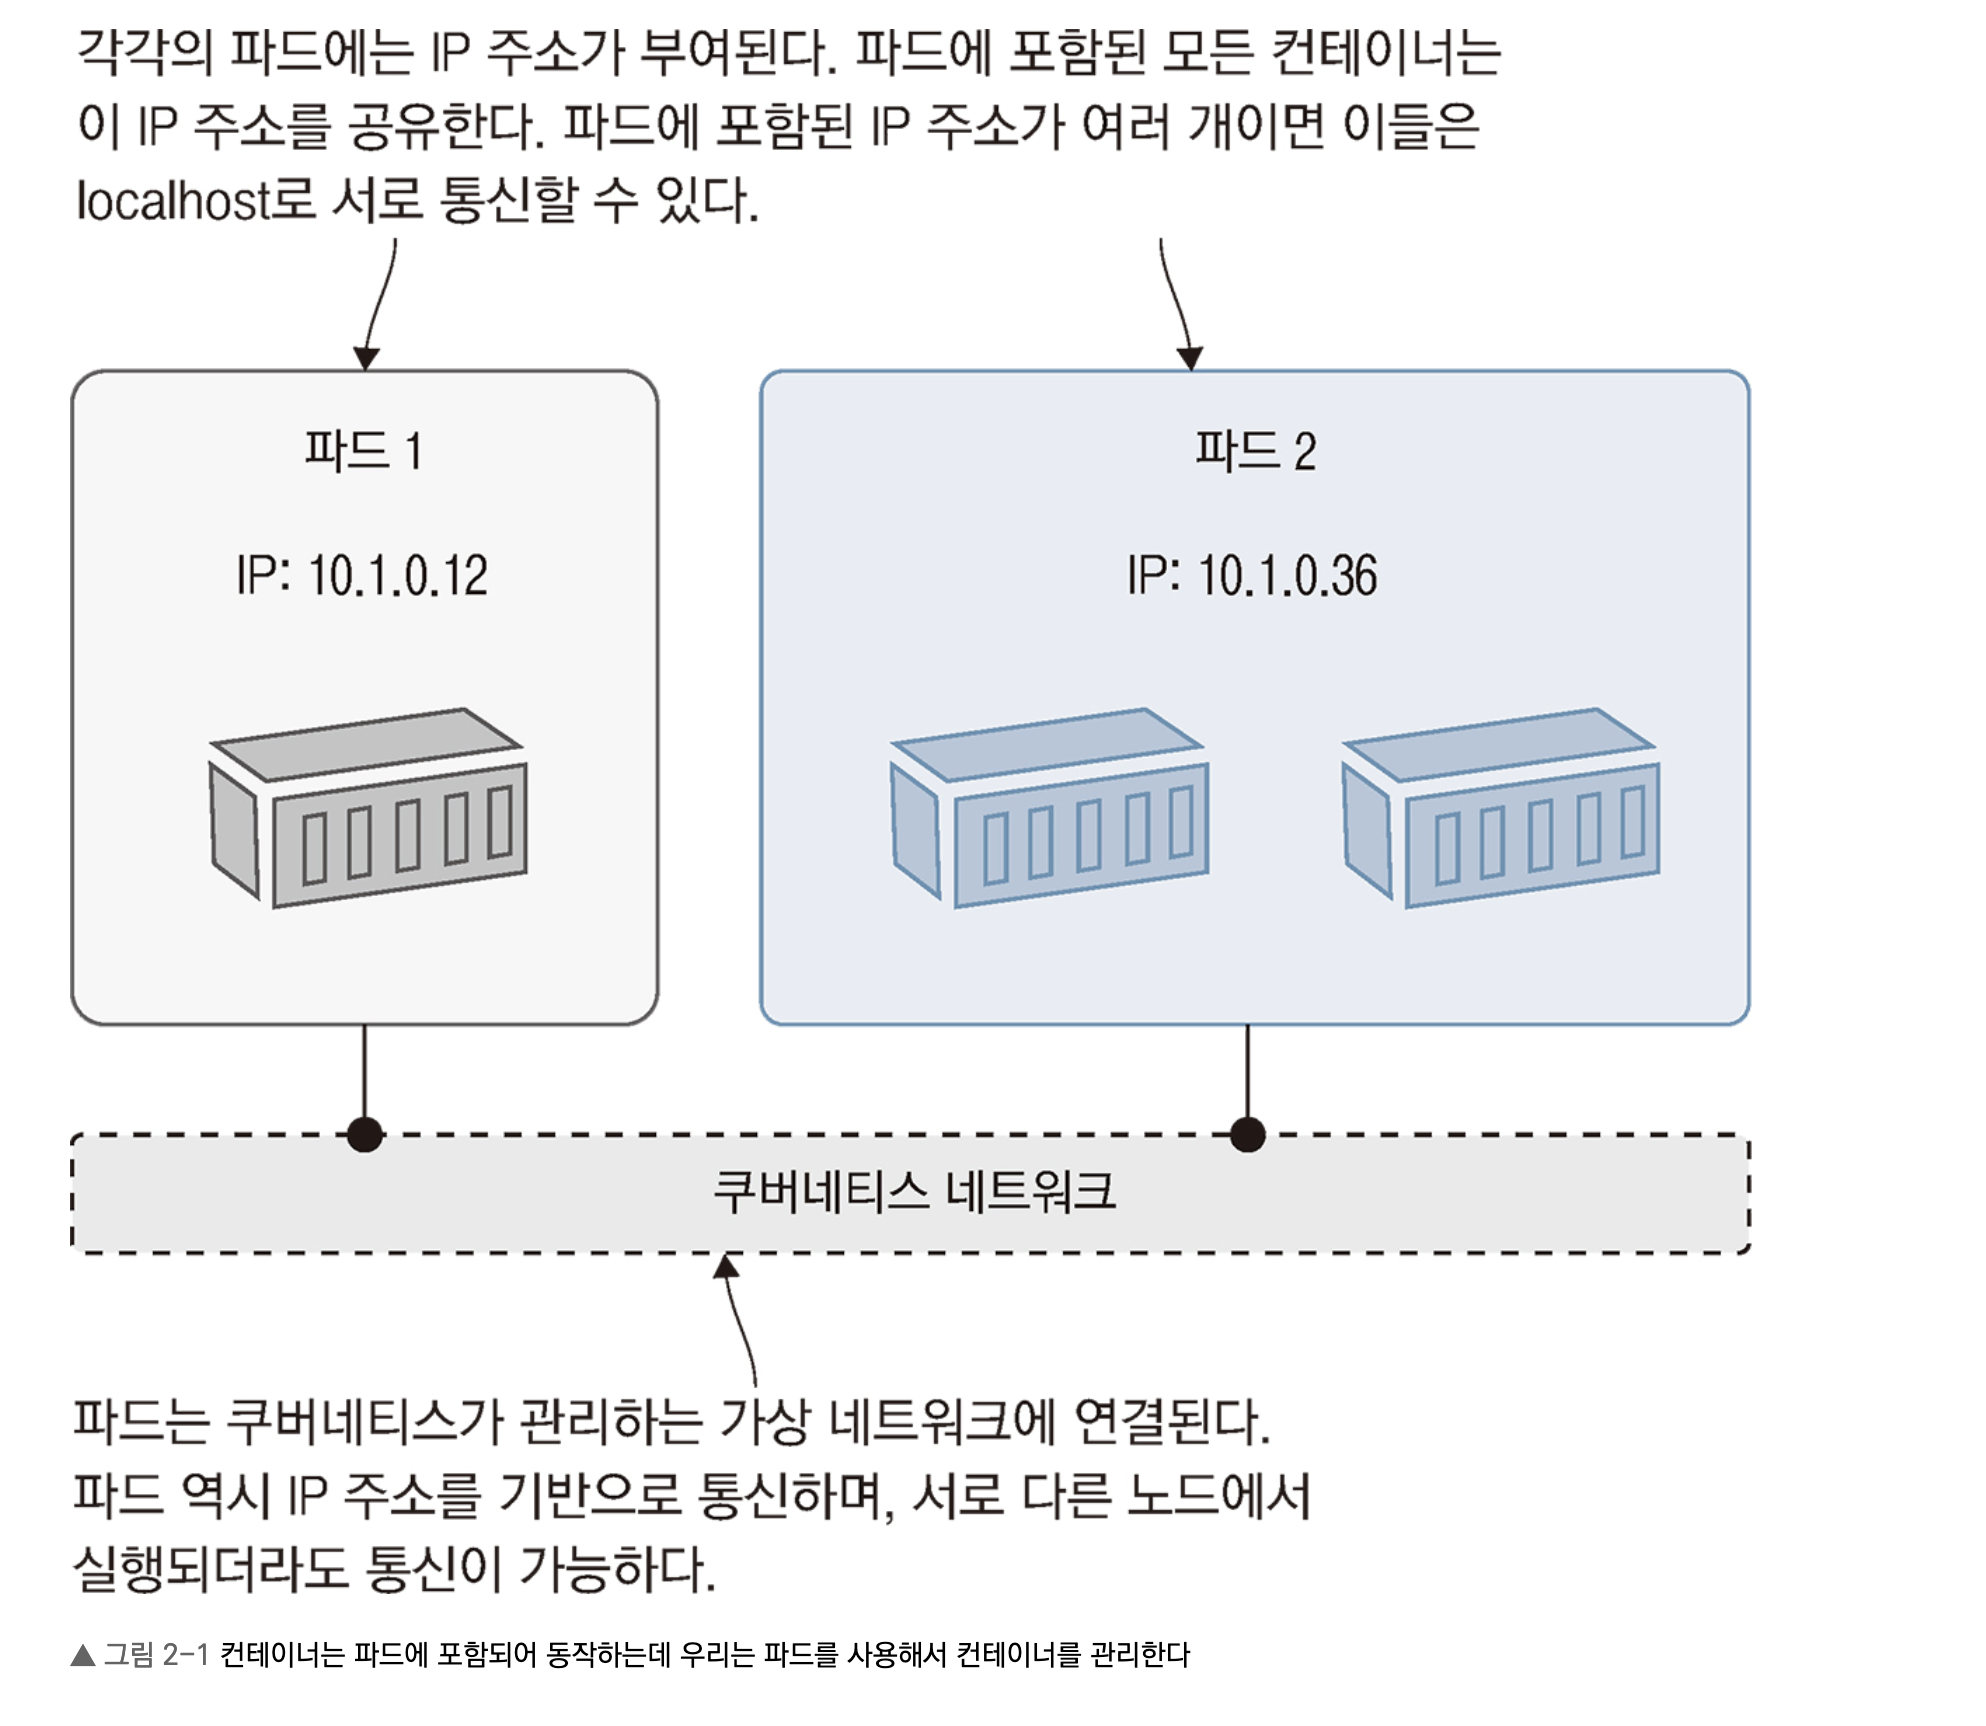 각각의 파드에는 IP 주소가 부여된다. 파드에 포함된 모든 컨테이너는
이 IP 주소를 공유한다. 파드에 포함된 IP 주소가 여러 개이면 이들은
localhost로 서로 통신할 수 있다.
파드 1
IP: 10.1.0.12
파드 2
IP: 10.1.0.36
쿠버네티스 네트워크
파드는 쿠버네티스가 관리하는 가상 네트워크에 연결된다.
파드 역시 IP 주소를 기반으로 통신하며, 서로 다른 노드에서
실행되더라도 통신이 가능하다.
▲ 그림 2-1 컨테이너는 파드에 포함되어 동작하는데 우리는 파드를 사용해서 컨테이너를 관리한다